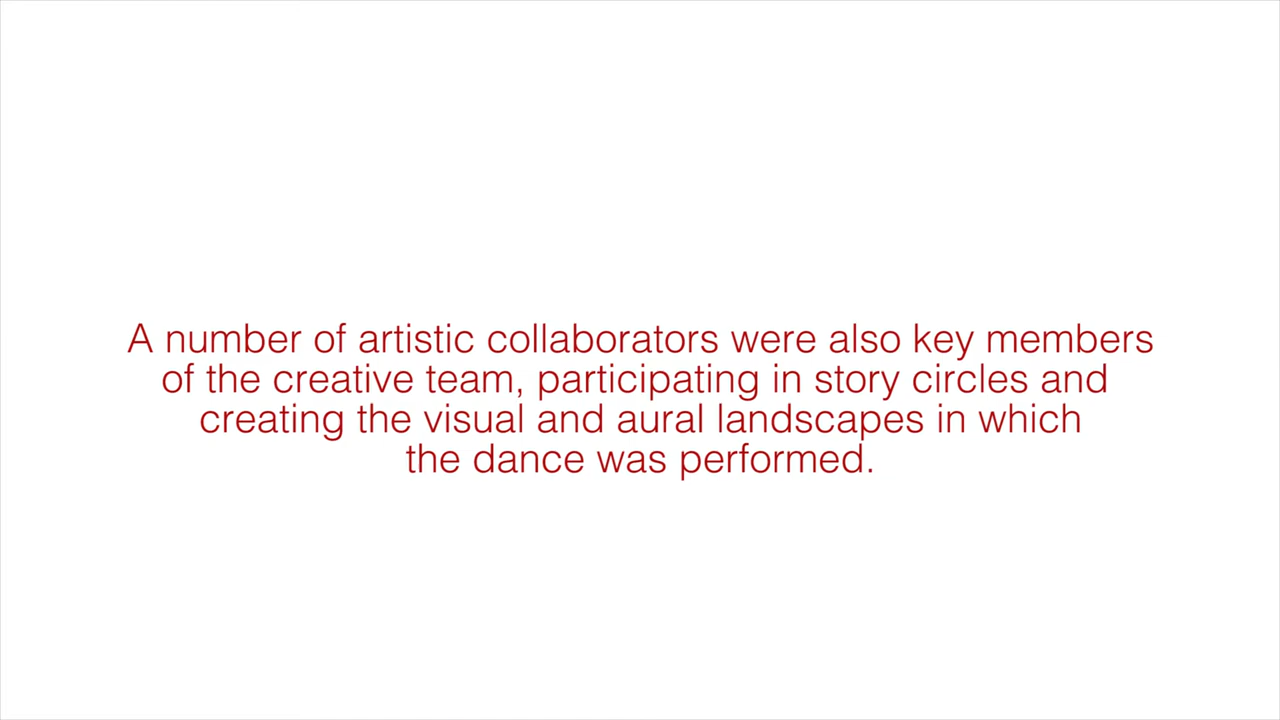 A number of artistic collaborators were also key members
of the creative team, participating in story circles and
creating the visual and aural landscapes in which
the dance was performed.